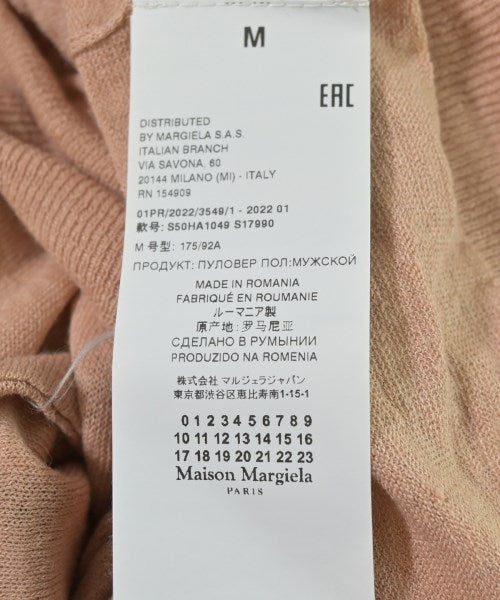 M
EAC
DISTRIBUTED
BY MARGIELA S.A.S.
ITALIAN BRANCH
VIA SAVONA, 60
20144 MILANO (MI) - ITALY
RN 154909
01PR/2022/3549/1 - 2022 01
款号: S50HA1049 S17990
M 号型: 175/92A
ПРОДУКТ: ПУЛОВЕР ПОЛ:МУЖСКОЙ
MADE IN ROMANIA
FABRIQUÉ EN ROUMANIE
ルーマニア製
原产地: 罗马尼亚
СДЕЛАНО В РУМЫНИИ
PRODUZIDO NA ROMENIA
株式会社 マルジェラジャパン
東京都渋谷区恵比寿南1-15-1
0 1 2 3 4 5 6 7 8 9
10 11 12 13 14 15 16
17 18 19 20 21 22 23
Maison Margiela
PARIS